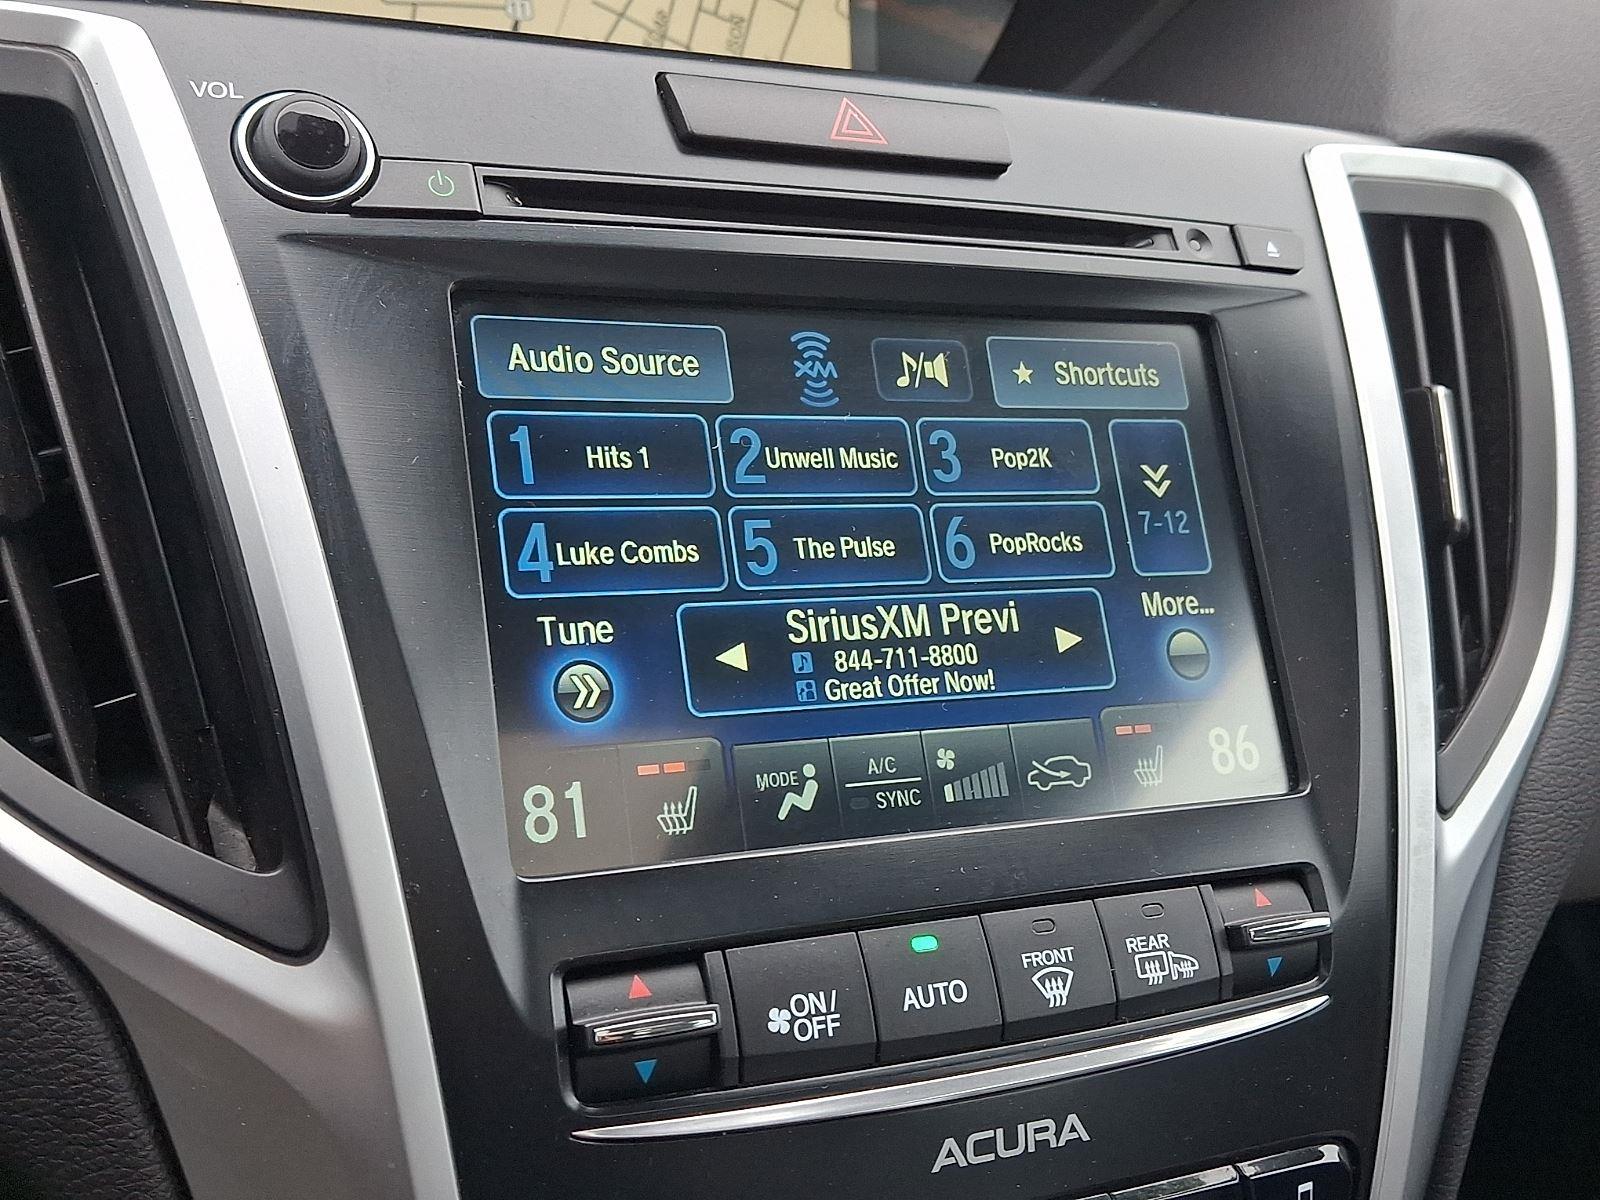 VOL
Audio Source
XM
Shortcuts
1 Hits 1
2 Unwell Music
3 Pop2K
7-12
4 Luke Combs
5 The Pulse
6 PopRocks
Tune
SiriusXM Previ
844-711-8800
Great Offer Now!
More...
81
MODE
A/C
SYNC
86
ON/
OFF
AUTO
FRONT
REAR
ACURA